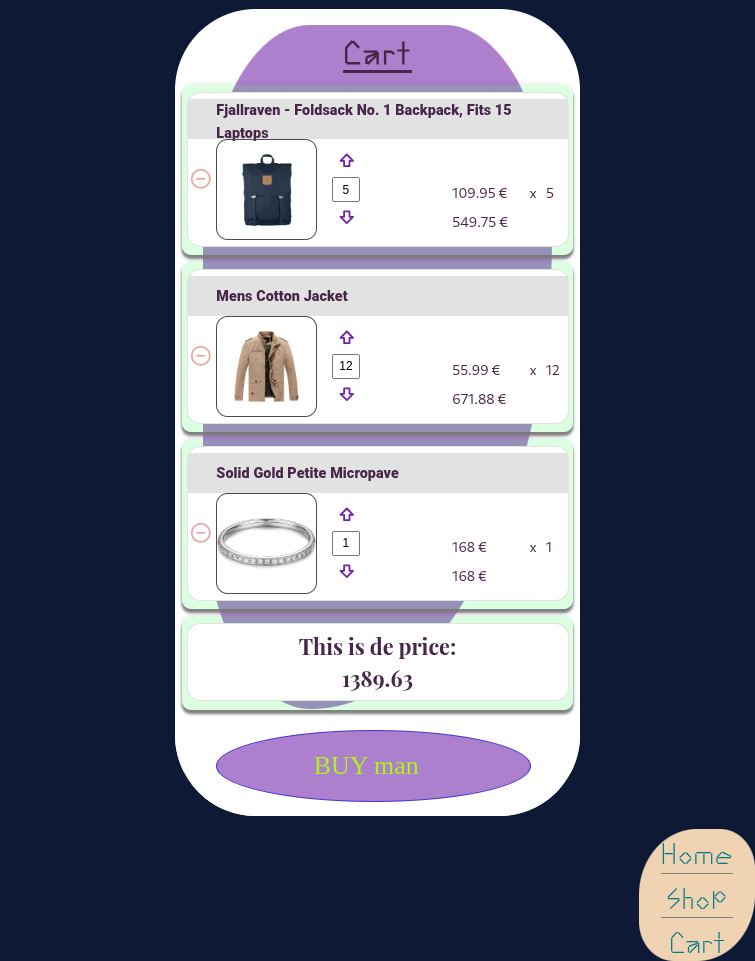 Cart
Fjallraven - Foldsack No. 1 Backpack, Fits 15
Laptops
5
109.95 € x 5
549.75 €
Mens Cotton Jacket
12
55.99 € x 12
671.88 €
Solid Gold Petite Micropave
1
168 € x 1
168 €
This is de price:
1389.63
BUY man
Home
Shop
Cart